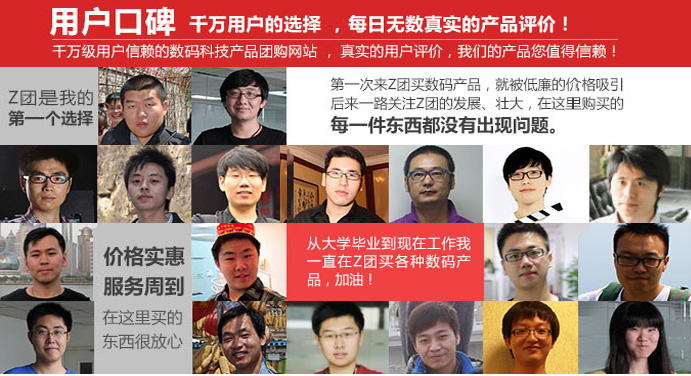 用户口碑 千万用户的选择 ，每日无数真实的产品评价！
千万级用户信赖的数码科技产品团购网站 ，真实的用户评价，我们的产品您值得信赖！
Z团是我的
第一个选择
第一次来Z团买数码产品，就被低廉的价格吸引
后来一路关注Z团的发展、壮大，在这里购买的
每一件东西都没有出现问题。
价格实惠
服务周到
在这里买的
东西很放心
从大学毕业到现在工作我
一直在Z团买各种数码产
品，加油！